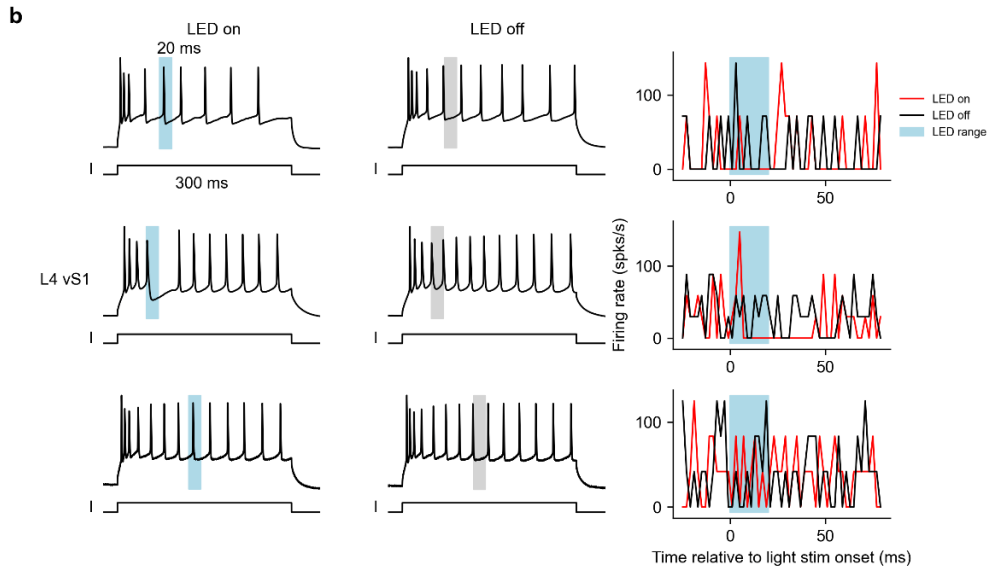 b
LED on
LED off
20 ms
I
300 ms
I
100
0
0
50
LED on
LED off
LED range
L4 vS1
I
I
100
0
0
50
Firing rate (spks/s)
I
I
100
0
0
50
Time relative to light stim onset (ms)